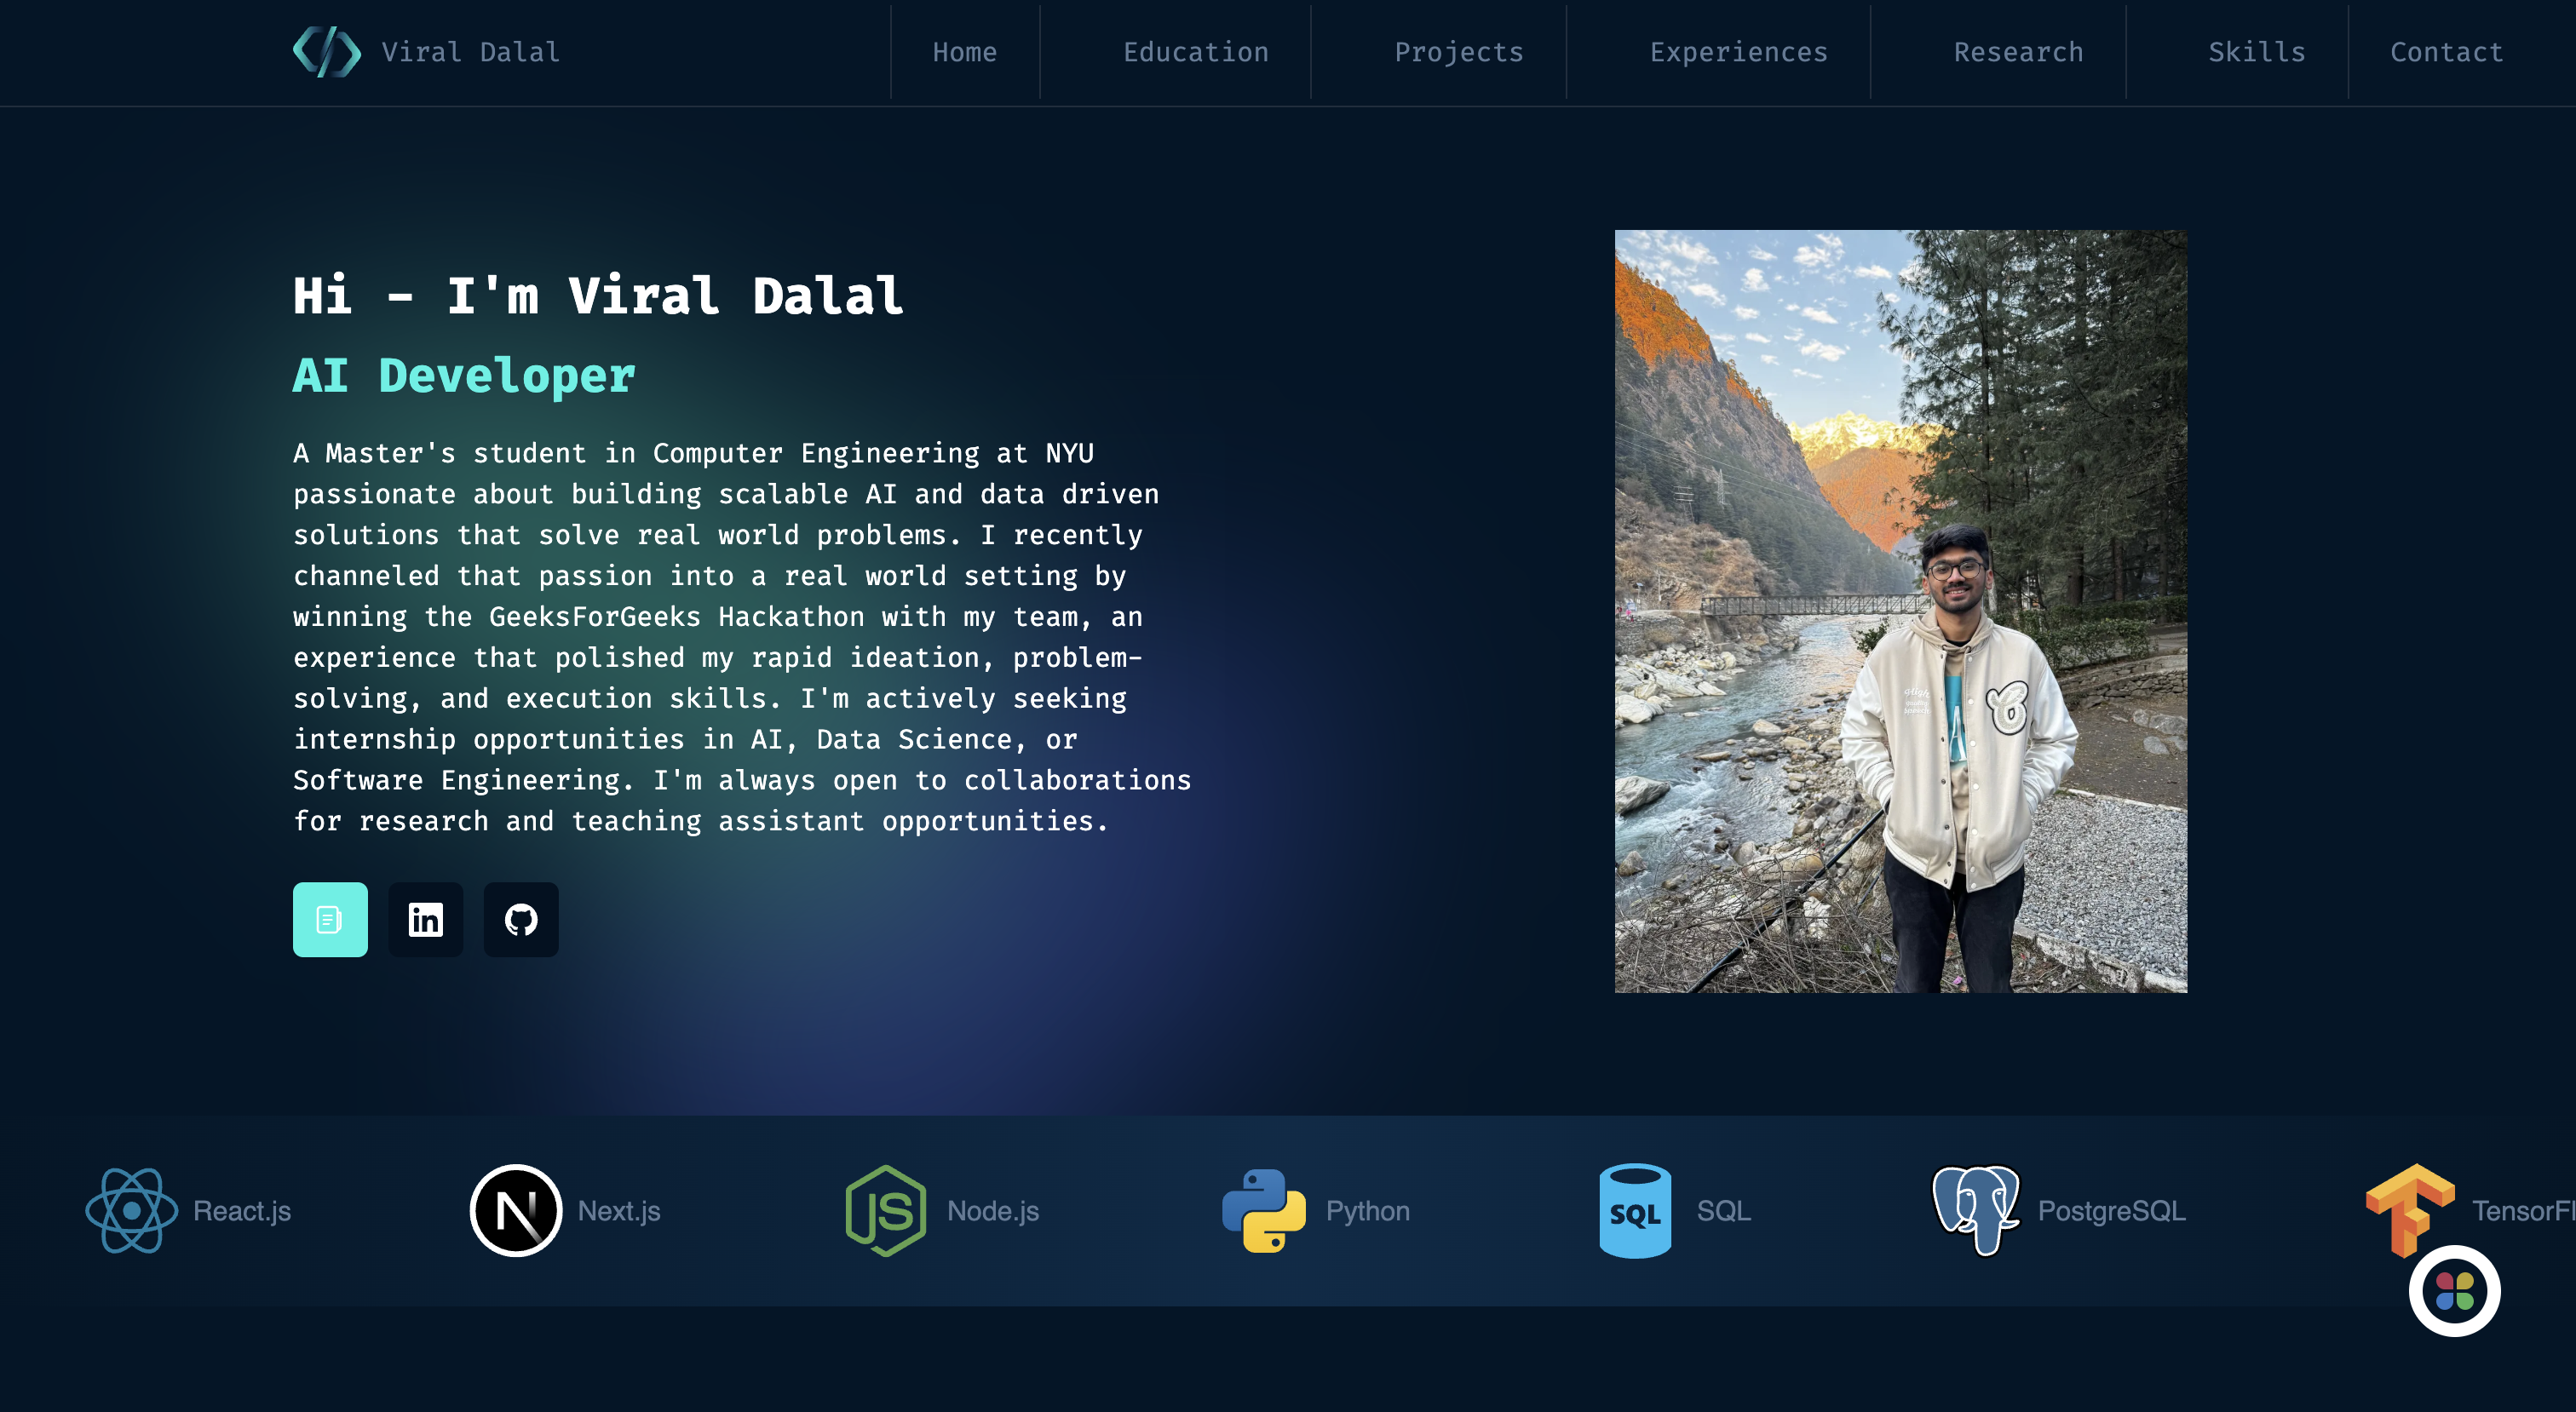 Viral Dalal
Home
Education
Projects
Experiences
Research
Skills
Contact
Hi - I'm Viral Dalal
AI Developer
A Master's student in Computer Engineering at NYU
passionate about building scalable AI and data driven
solutions that solve real world problems. I recently
channeled that passion into a real world setting by
winning the GeeksForGeeks Hackathon with my team, an
experience that polished my rapid ideation, problem-
solving, and execution skills. I'm actively seeking
internship opportunities in AI, Data Science, or
Software Engineering. I'm always open to collaborations
for research and teaching assistant opportunities.
in
React.js
N
Next.js
JS
Node.js
Python
SQL
SQL
PostgreSQL
TensorFl